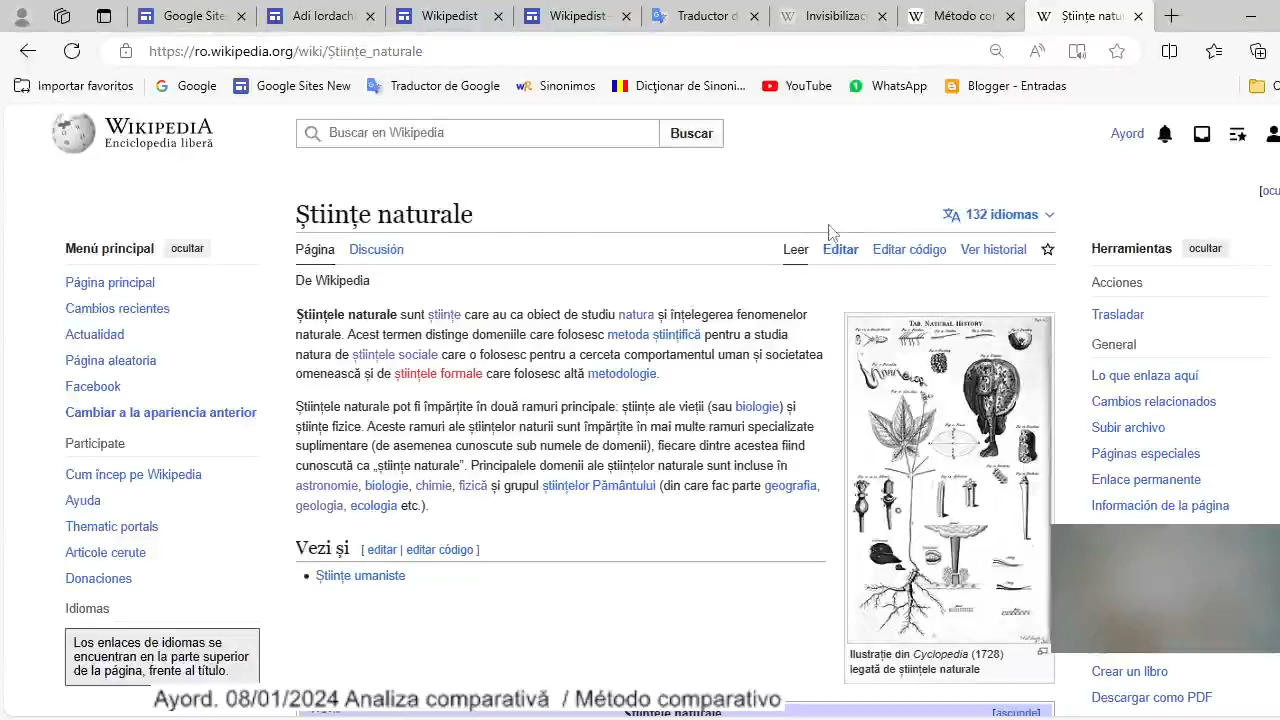 Google Site
Adi Iordach
Wikipedist
Wikipedist -
Traductor d
Invisibilizac
Método cor
Științe natu
https://ro.wikipedia.org/wiki/Științe_naturale
Importar favoritos
Google
Google Sites New
Traductor de Google
Sinonimos
Dicționar de Sinoni...
YouTube
WhatsApp
Blogger - Entradas
WIKIPEDIA
Enciclopedia liberă
Buscar en Wikipedia
Buscar
Ayord
[ocu
Științe naturale
132 idiomas
Página Discusión
Leer Editar Editar código Ver historial
De Wikipedia
Menú principal ocultar
Página principal
Cambios recientes
Actualidad
Página aleatoria
Facebook
Cambiar a la apariencia anterior
Participate
Cum încep pe Wikipedia
Ayuda
Thematic portals
Articole cerute
Donaciones
Idiomas
Los enlaces de idiomas se
encuentran en la parte superior
de la página, frente al título.
Științele naturale sunt științe care au ca obiect de studiu natura și înțelegerea fenomenelor
naturale. Acest termen distinge domeniile care folosesc metoda științifică pentru a studia
natura de științele sociale care o folosesc pentru a cerceta comportamentul uman și societatea
omenească și de științele formale care folosesc altă metodologie.
Științele naturale pot fi împărțite în două ramuri principale: științe ale vieții (sau biologie) și
științe fizice. Aceste ramuri ale științelor naturii sunt împărțite în mai multe ramuri specializate
suplimentare (de asemenea cunoscute sub numele de domenii), fiecare dintre acestea fiind
cunoscută ca „științe naturale”. Principalele domenii ale științelor naturale sunt incluse în
astronomie, biologie, chimie, fizică și grupul științelor Pământului (din care fac parte geografia,
geologia, ecologia etc.).
Vezi și [ editar | editar código ]
Științe umaniste
TAB. NATURAL HISTORY
Ilustrație din Cyclopedia (1728)
legată de științele naturale
Herramientas ocultar
Acciones
Trasladar
General
Lo que enlaza aquí
Cambios relacionados
Subir archivo
Páginas especiales
Enlace permanente
Información de la página
Crear un libro
Descargar como PDF
Ayord. 08/01/2024 Analiza comparativă / Método comparativo
Științele naturale
[ascunde]